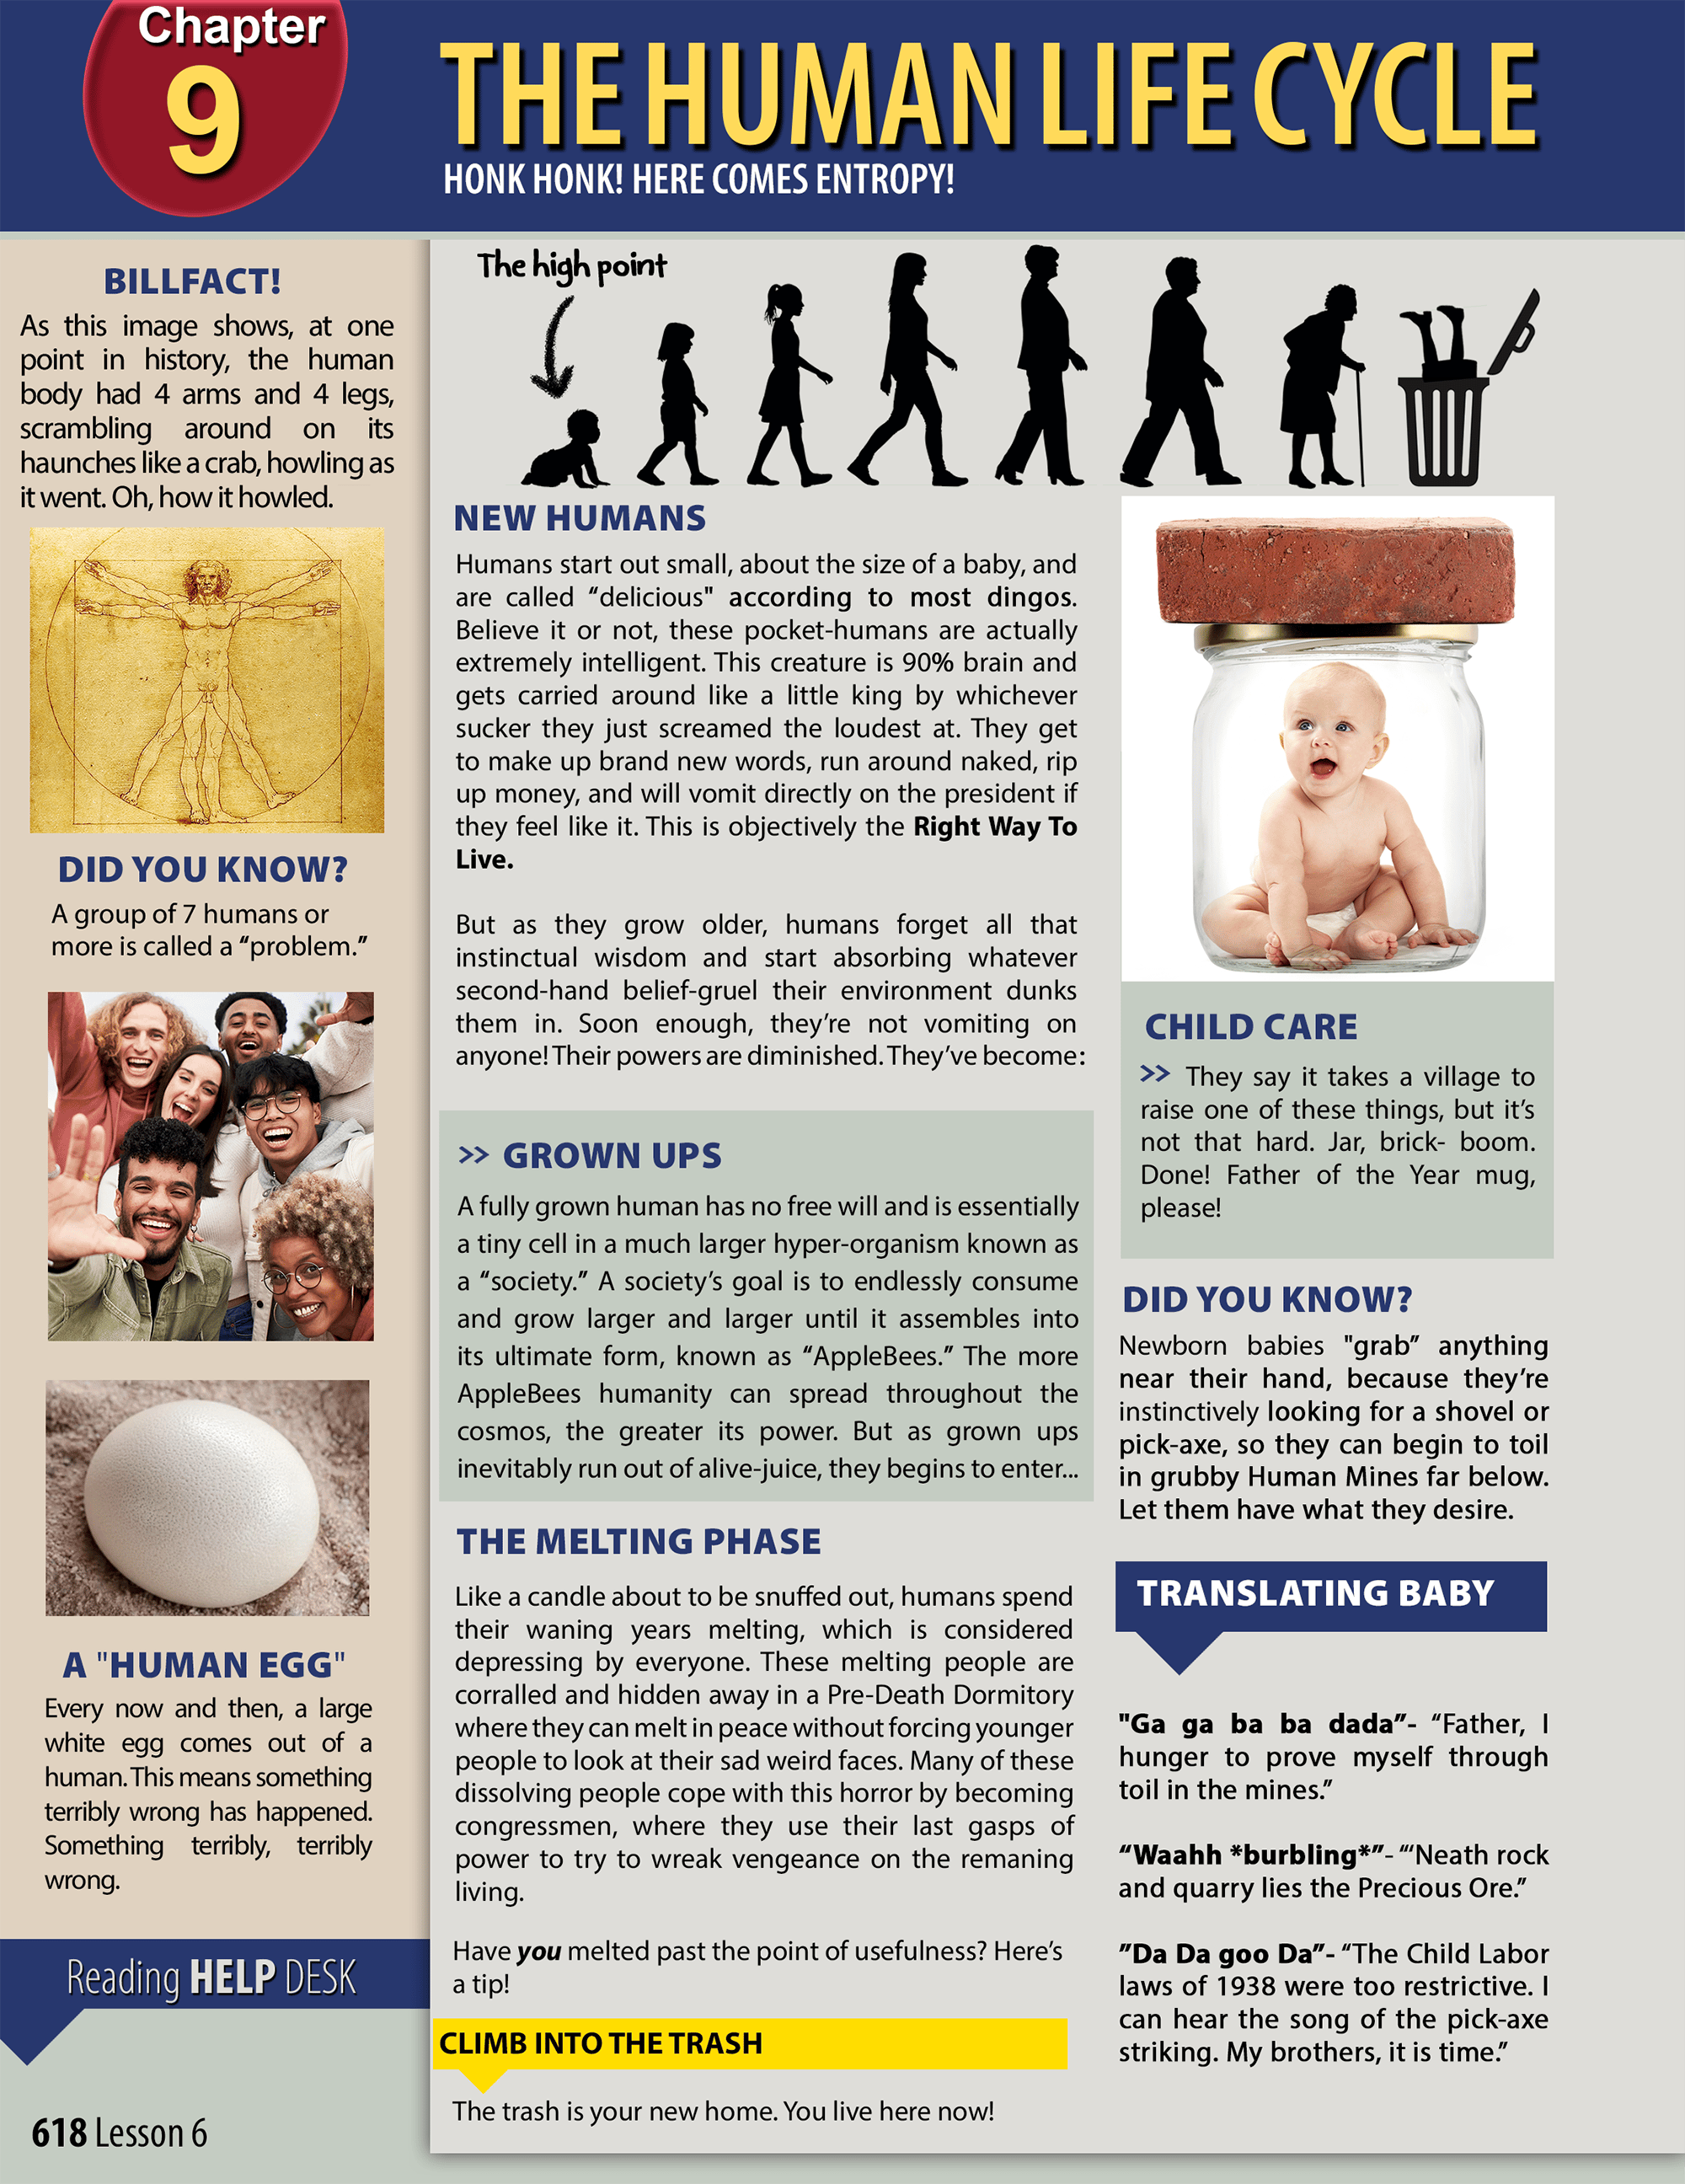 Chapter
9
THE HUMAN LIFE CYCLE
HONK HONK! HERE COMES ENTROPY!
BILLFACT!
As this image shows, at one
point in history, the human
body had 4 arms and 4 legs,
scrambling around on its
haunches like a crab, howling as
it went. Oh, how it howled.
DID YOU KNOW?
A group of 7 humans or
more is called a “problem.”
A "HUMAN EGG"
Every now and then, a large
white egg comes out of a
human. This means something
terribly wrong has happened.
Something terribly, terribly
wrong.
Reading HELP DESK
618 Lesson 6
The high point
NEW HUMANS
Humans start out small, about the size of a baby, and
are called “delicious" according to most dingos.
Believe it or not, these pocket-humans are actually
extremely intelligent. This creature is 90% brain and
gets carried around like a little king by whichever
sucker they just screamed the loudest at. They get
to make up brand new words, run around naked, rip
up money, and will vomit directly on the president if
they feel like it. This is objectively the Right Way To
Live.
But as they grow older, humans forget all that
instinctual wisdom and start absorbing whatever
second-hand belief-gruel their environment dunks
them in. Soon enough, they’re not vomiting on
anyone! Their powers are diminished. They’ve become:
>> GROWN UPS
A fully grown human has no free will and is essentially
a tiny cell in a much larger hyper-organism known as
a “society.” A society’s goal is to endlessly consume
and grow larger and larger until it assembles into
its ultimate form, known as “AppleBees.” The more
AppleBees humanity can spread throughout the
cosmos, the greater its power. But as grown ups
inevitably run out of alive-juice, they begins to enter...
THE MELTING PHASE
Like a candle about to be snuffed out, humans spend
their waning years melting, which is considered
depressing by everyone. These melting people are
corralled and hidden away in a Pre-Death Dormitory
where they can melt in peace without forcing younger
people to look at their sad weird faces. Many of these
dissolving people cope with this horror by becoming
congressmen, where they use their last gasps of
power to try to wreak vengeance on the remaning
living.
Have you melted past the point of usefulness? Here’s
a tip!
CLIMB INTO THE TRASH
The trash is your new home. You live here now!
CHILD CARE
>> They say it takes a village to
raise one of these things, but it’s
not that hard. Jar, brick- boom.
Done! Father of the Year mug,
please!
DID YOU KNOW?
Newborn babies "grab” anything
near their hand, because they’re
instinctively looking for a shovel or
pick-axe, so they can begin to toil
in grubby Human Mines far below.
Let them have what they desire.
TRANSLATING BABY
"Ga ga ba ba dada”- “Father, I
hunger to prove myself through
toil in the mines.”
“Waahh *burbling*”- “‘Neath rock
and quarry lies the Precious Ore.”
”Da Da goo Da”- “The Child Labor
laws of 1938 were too restrictive. I
can hear the song of the pick-axe
striking. My brothers, it is time.”